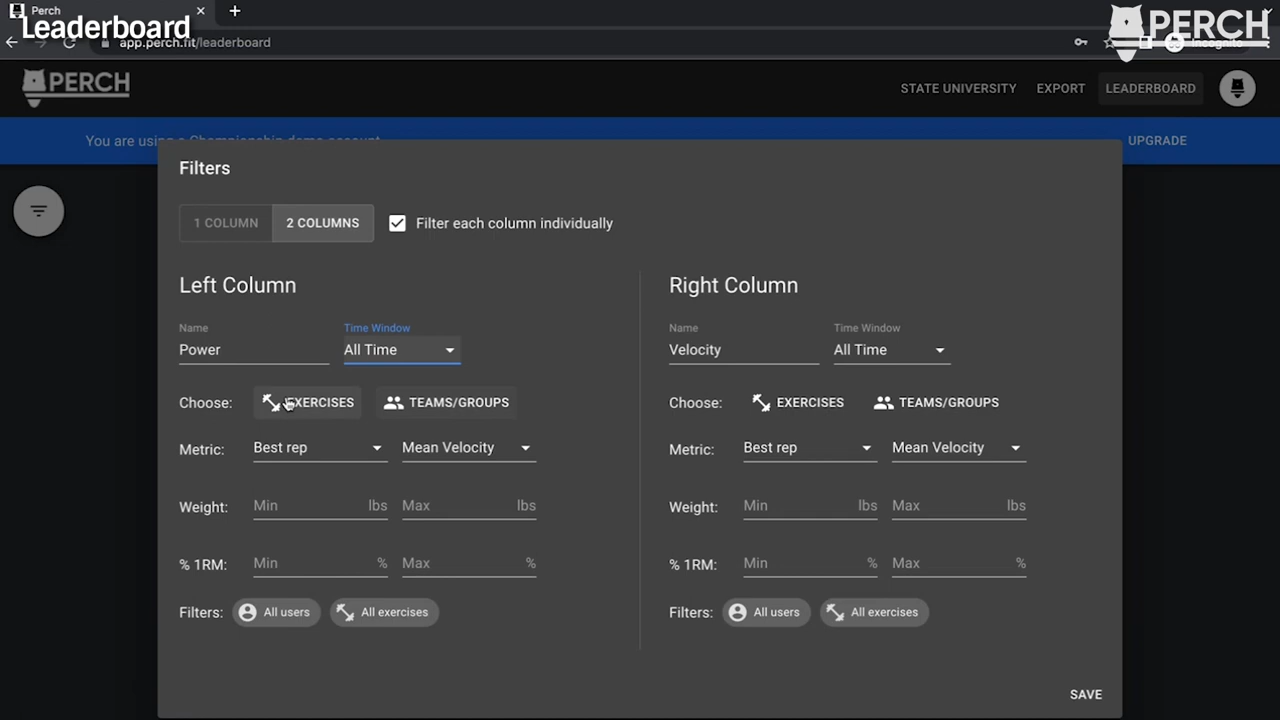 Perch
Leaderboard
PERCH
app.perch.fit/leaderboard
Incognito
PERCH
STATE UNIVERSITY
EXPORT
LEADERBOARD
You are using a Championship demo account
UPGRADE
Filters
1 COLUMN
2 COLUMNS
Filter each column individually
Left Column
Name
Time Window
Power
All Time
Choose:
EXERCISES
TEAMS/GROUPS
Metric:
Best rep
Mean Velocity
Weight:
Min
lbs
Max
lbs
% 1RM:
Min
%
Max
%
Filters:
All users
All exercises
Right Column
Name
Time Window
Velocity
All Time
Choose:
EXERCISES
TEAMS/GROUPS
Metric:
Best rep
Mean Velocity
Weight:
Min
lbs
Max
lbs
% 1RM:
Min
%
Max
%
Filters:
All users
All exercises
SAVE